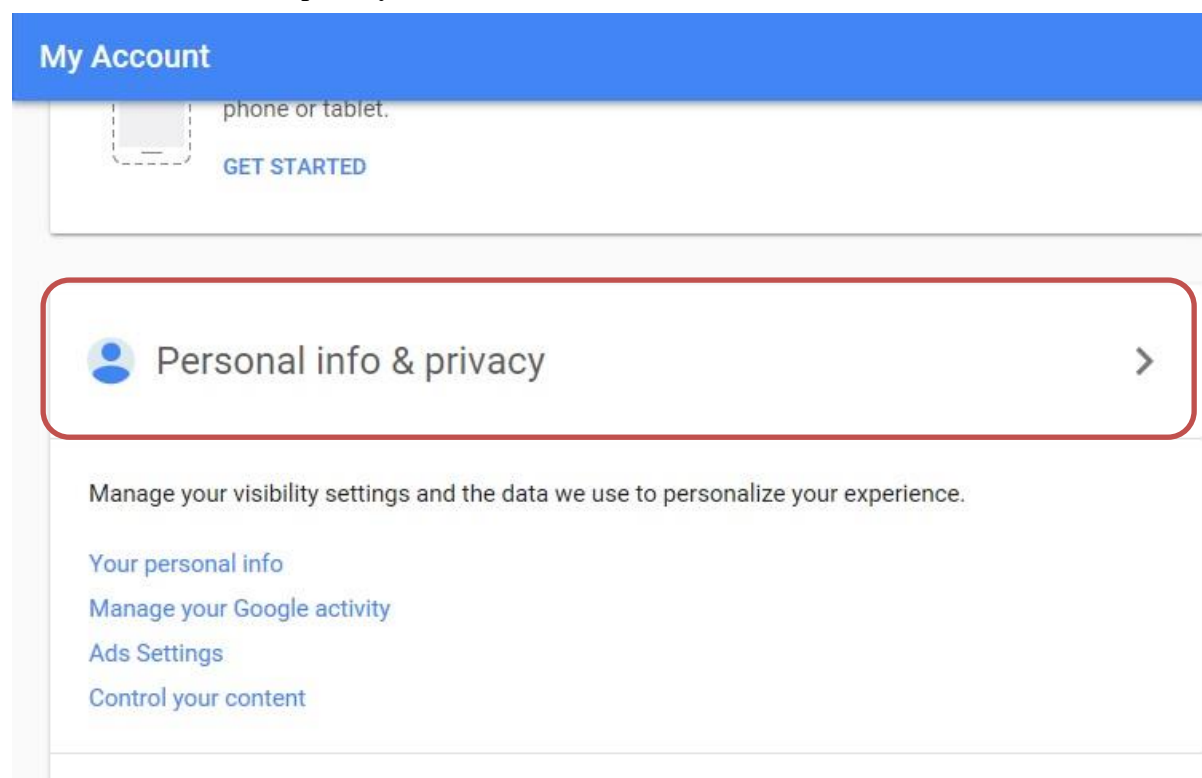 My Account
phone or tablet.
GET STARTED
Personal info & privacy
Manage your visibility settings and the data we use to personalize your experience.
Your personal info
Manage your Google activity
Ads Settings
Control your content